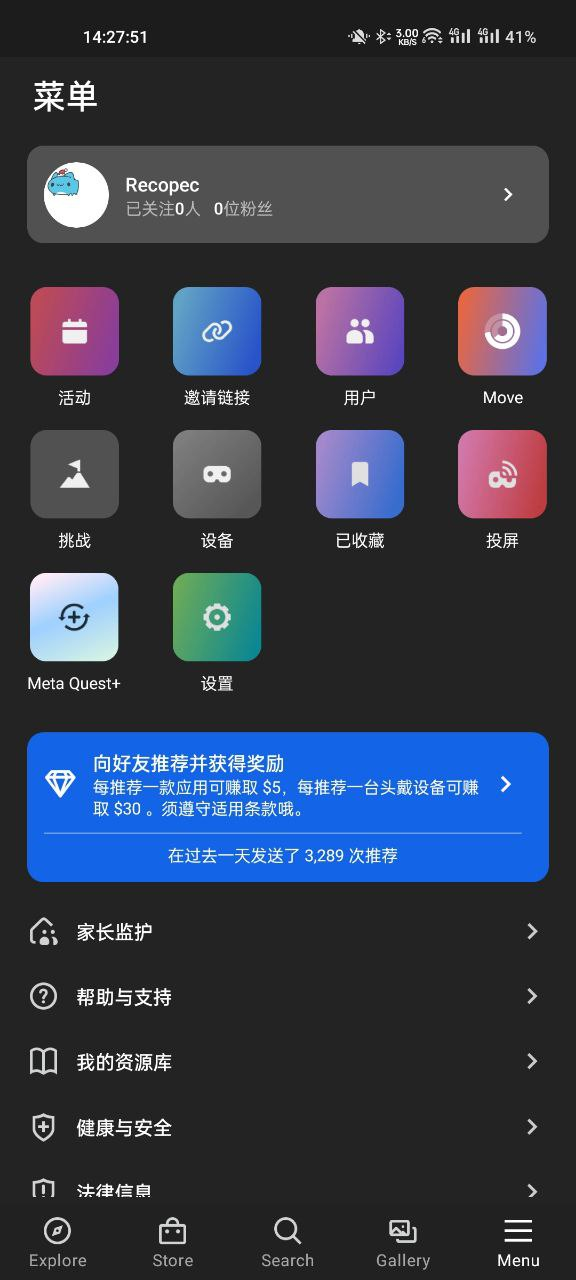 14:27:51
3.00
KB/S
6
4G
4G
41%
菜单
Recopec
已关注0人 0位粉丝
活动
邀请链接
用户
Move
挑战
设备
已收藏
投屏
Meta Quest+
设置
向好友推荐并获得奖励
每推荐一款应用可赚取 $5，每推荐一台头戴设备可赚
取 $30 。须遵守适用条款哦。
在过去一天发送了 3,289 次推荐
家长监护
帮助与支持
我的资源库
健康与安全
法律信息
Explore
Store
Search
Gallery
Menu